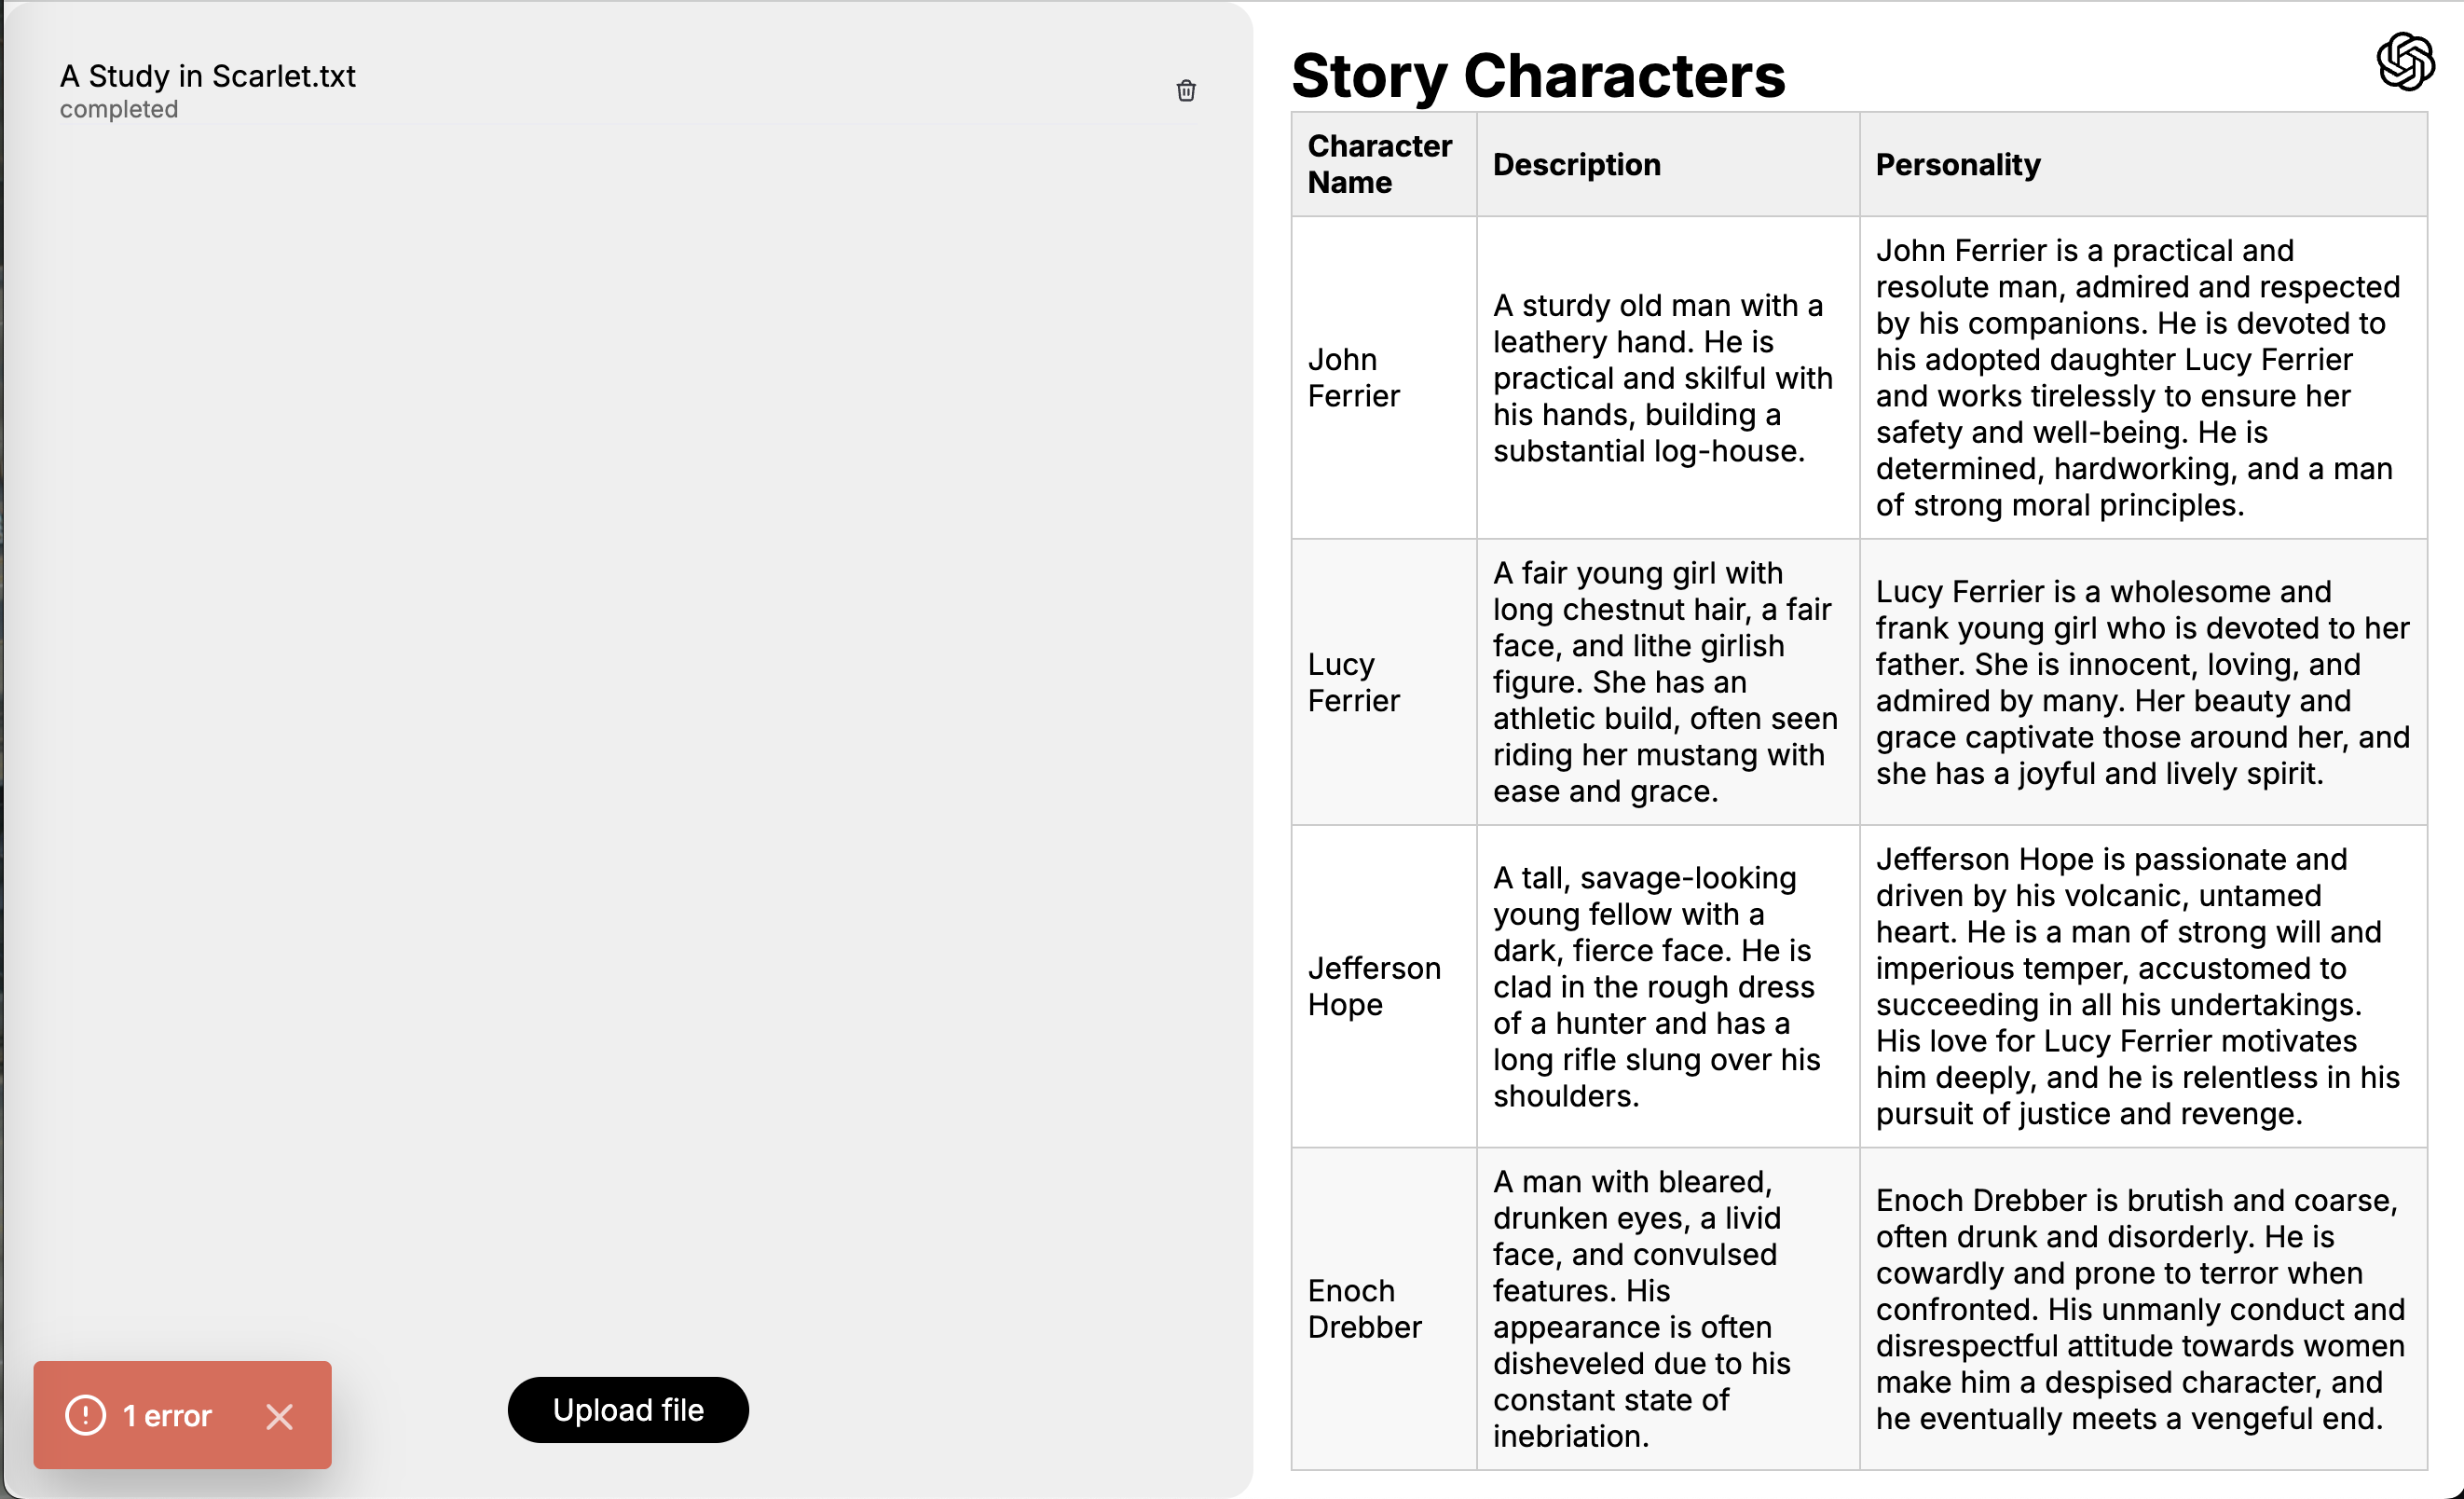 A Study in Scarlet.txt
completed
1 error
Upload file
Story Characters
Character
Name
Description
Personality
John
Ferrier
A sturdy old man with a
leathery hand. He is
practical and skilful with
his hands, building a
substantial log-house.
John Ferrier is a practical and
resolute man, admired and respected
by his companions. He is devoted to
his adopted daughter Lucy Ferrier
and works tirelessly to ensure her
safety and well-being. He is
determined, hardworking, and a man
of strong moral principles.
Lucy
Ferrier
A fair young girl with
long chestnut hair, a fair
face, and lithe girlish
figure. She has an
athletic build, often seen
riding her mustang with
ease and grace.
Lucy Ferrier is a wholesome and
frank young girl who is devoted to her
father. She is innocent, loving, and
admired by many. Her beauty and
grace captivate those around her, and
she has a joyful and lively spirit.
Jefferson
Hope
A tall, savage-looking
young fellow with a
dark, fierce face. He is
clad in the rough dress
of a hunter and has a
long rifle slung over his
shoulders.
Jefferson Hope is passionate and
driven by his volcanic, untamed
heart. He is a man of strong will and
imperious temper, accustomed to
succeeding in all his undertakings.
His love for Lucy Ferrier motivates
him deeply, and he is relentless in his
pursuit of justice and revenge.
Enoch
Drebber
A man with bleared,
drunken eyes, a livid
face, and convulsed
features. His
appearance is often
disheveled due to his
constant state of
inebriation.
Enoch Drebber is brutish and coarse,
often drunk and disorderly. He is
cowardly and prone to terror when
confronted. His unmanly conduct and
disrespectful attitude towards women
make him a despised character, and
he eventually meets a vengeful end.